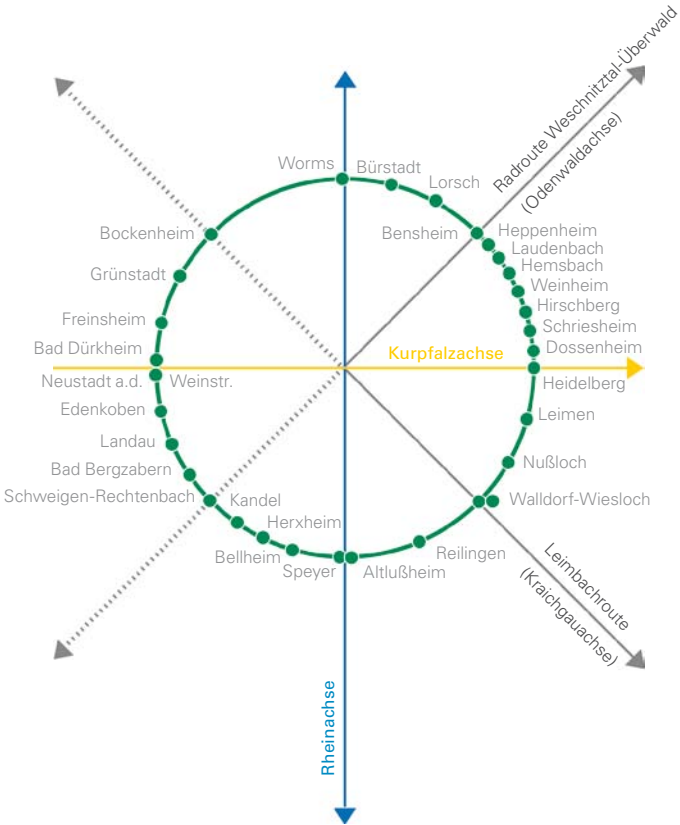 Radroute Weschnitztal-Überwald
(Odenwaldachse)
Worms
Bürstadt
Lorsch
Bensheim
Heppenheim
Laudenbach
Hemsbach
Weinheim
Hirschberg
Schriesheim
Dossenheim
Bockenheim
Grünstadt
Freinsheim
Bad Dürkheim
Kurpfalzachse
Neustadt a.d. Weinstr.
Heidelberg
Edenkoben
Leimen
Landau
Nußloch
Bad Bergzabern
Schweigen-Rechtenbach
Kandel
Walldorf-Wiesloch
Herxheim
Bellheim
Speyer
Altlußheim
Reilingen
Leimbachroute
(Kraichgauachse)
Rheinachse